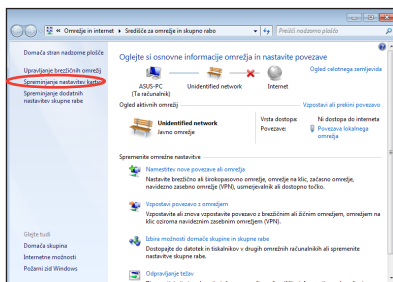 « Omrežje in internet ▸ Središče za omrežje in skupno rabo
Preišči nadzorno ploščo
Domača stran nadzorne plošče
Upravljanje brezžičnih omrežij
Spreminjanje nastavitev kartic
Spreminjanje dodatnih
nastavitev skupne rabe
Glejte tudi
Domača skupina
Internetne možnosti
Požarni zid Windows
Oglejte si osnovne informacije omrežja in nastavite povezave
Ogled celotnega zemljevida
ASUS-PC
(Ta računalnik)
Unidentified network
Internet
Ogled aktivnih omrežij
Vzpostavi ali prekini povezavo
Unidentified network
Javno omrežje
Vrsta dostopa: Ni dostopa do interneta
Povezave: Povezava lokalnega
omrežja
Spremenite omrežne nastavitve
Namestitev nove povezave ali omrežja
Nastavite brezžično ali širokopasovno omrežje, omrežje na klic, začasno omrežje,
navidezno zasebno omrežje (VPN), usmerjevalnik ali dostopno točko.
Vzpostavi povezavo z omrežjem
Vzpostavite ali znova vzpostavite povezavo z brezžičnim ali žičnim omrežjem, omrežjem na
klic oziroma navideznim zasebnim omrežjem (VPN).
Izbira možnosti domače skupine in skupne rabe
Dostopajte do datotek in tiskalnikov v drugih omrežnih računalnikih ali spremenite
nastavitve skupne rabe.
Odpravljanje težav